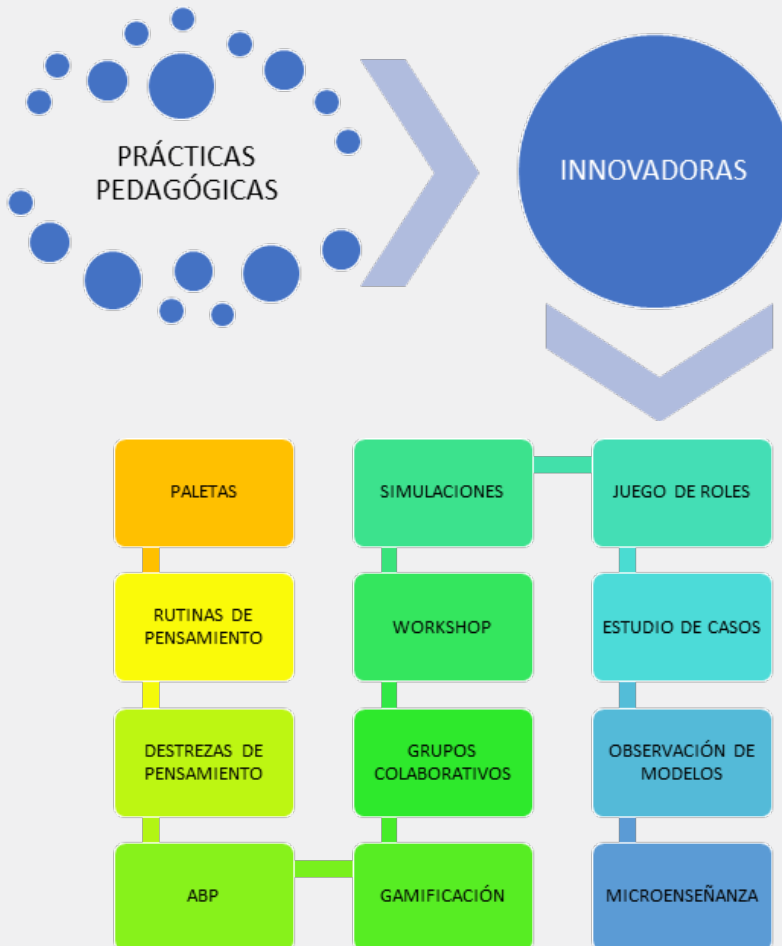 PRÁCTICAS
PEDAGÓGICAS
INNOVADORAS
PALETAS
RUTINAS DE
PENSAMIENTO
DESTREZAS DE
PENSAMIENTO
ABP
GAMIFICACIÓN
GRUPOS
COLABORATIVOS
WORKSHOP
SIMULACIONES
JUEGO DE ROLES
ESTUDIO DE CASOS
OBSERVACIÓN DE
MODELOS
MICROENSEÑANZA